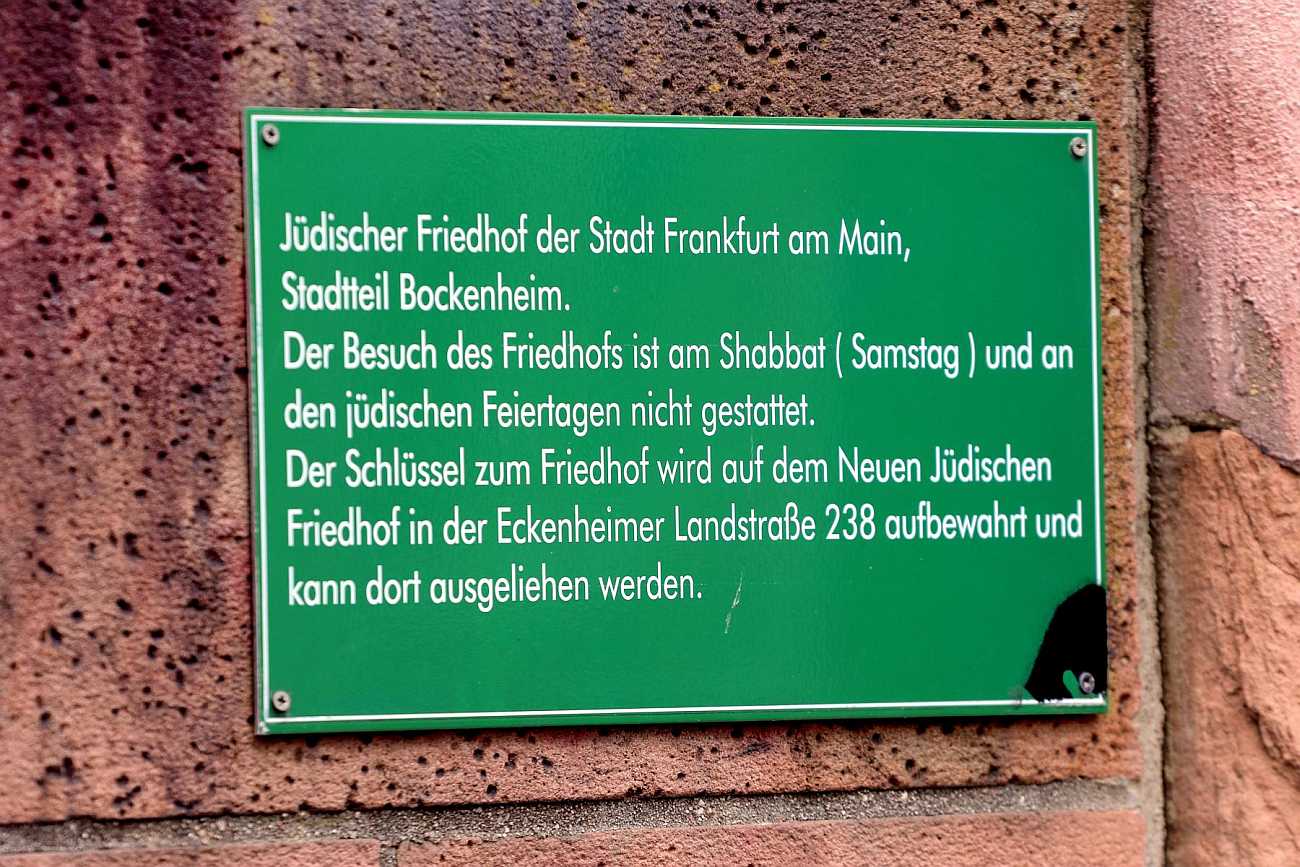 Jüdischer Friedhof der Stadt Frankfurt am Main,
Stadtteil Bockenheim.
Der Besuch des Friedhofs ist am Shabbat ( Samstag ) und an
den jüdischen Feiertagen nicht gestattet.
Der Schlüssel zum Friedhof wird auf dem Neuen Jüdischen
Friedhof in der Eckenheimer Landstraße 238 aufbewahrt und
kann dort ausgeliehen werden.